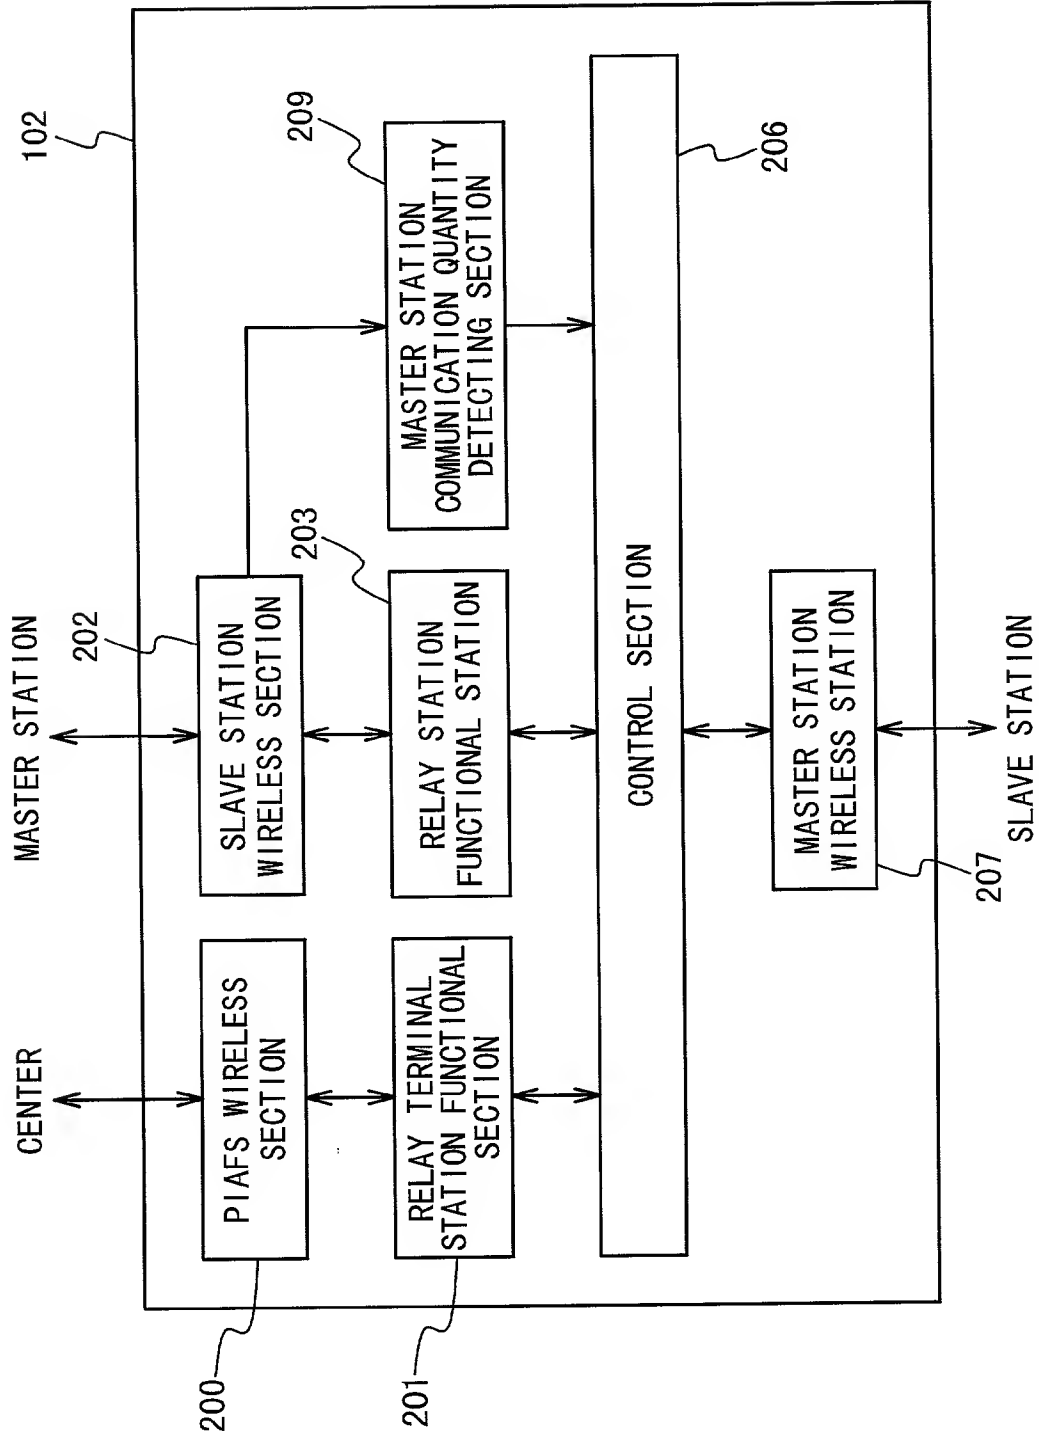 102
CENTER
MASTER STATION
200
PIAFS WIRELESS
SECTION
202
SLAVE STATION
WIRELESS SECTION
201
RELAY TERMINAL
STATION FUNCTIONAL
SECTION
203
RELAY STATION
FUNCTIONAL STATION
209
MASTER STATION
COMMUNICATION QUANTITY
DETECTING SECTION
CONTROL SECTION
206
MASTER STATION
WIRELESS STATION
207
SLAVE STATION